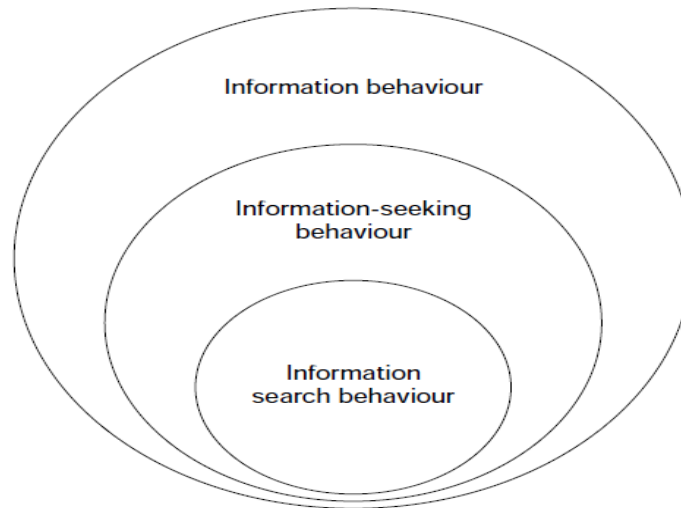 Information behaviour
Information-seeking
behaviour
Information
search behaviour